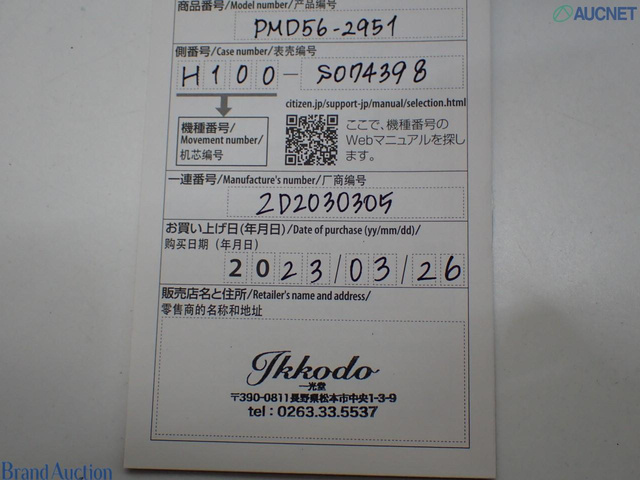 商品番号/Model number/产品编号
PMD56-2951
側番号/Case number/表壳编号
H100-S074398
citizen.jp/support-jp/manual/selection.html
機種番号/
Movement number/
机芯编号
ここで、機種番号の
Webマニュアルを探し
ます。
一連番号/Manufacture's number/厂商编号
2D2030305
お買い上げ日(年月日)/Date of purchase (yy/mm/dd)/
购买日期 (年月日)
2023/03/26
販売店名と住所/Retailer's name and address/
零售商的名称和地址
Ikkodo
一光堂
〒390-0811長野県松本市中央1-3-9
tel:0263.33.5537
AUCNET
Brand Auction